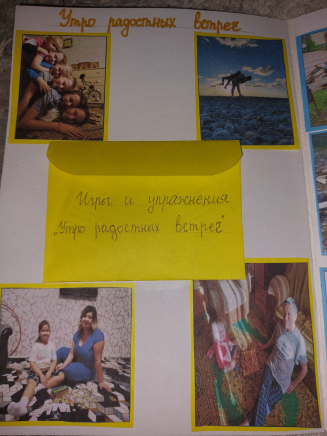 Утро радостных встреч
Игры и упражнения
„Утро радостных встреч"